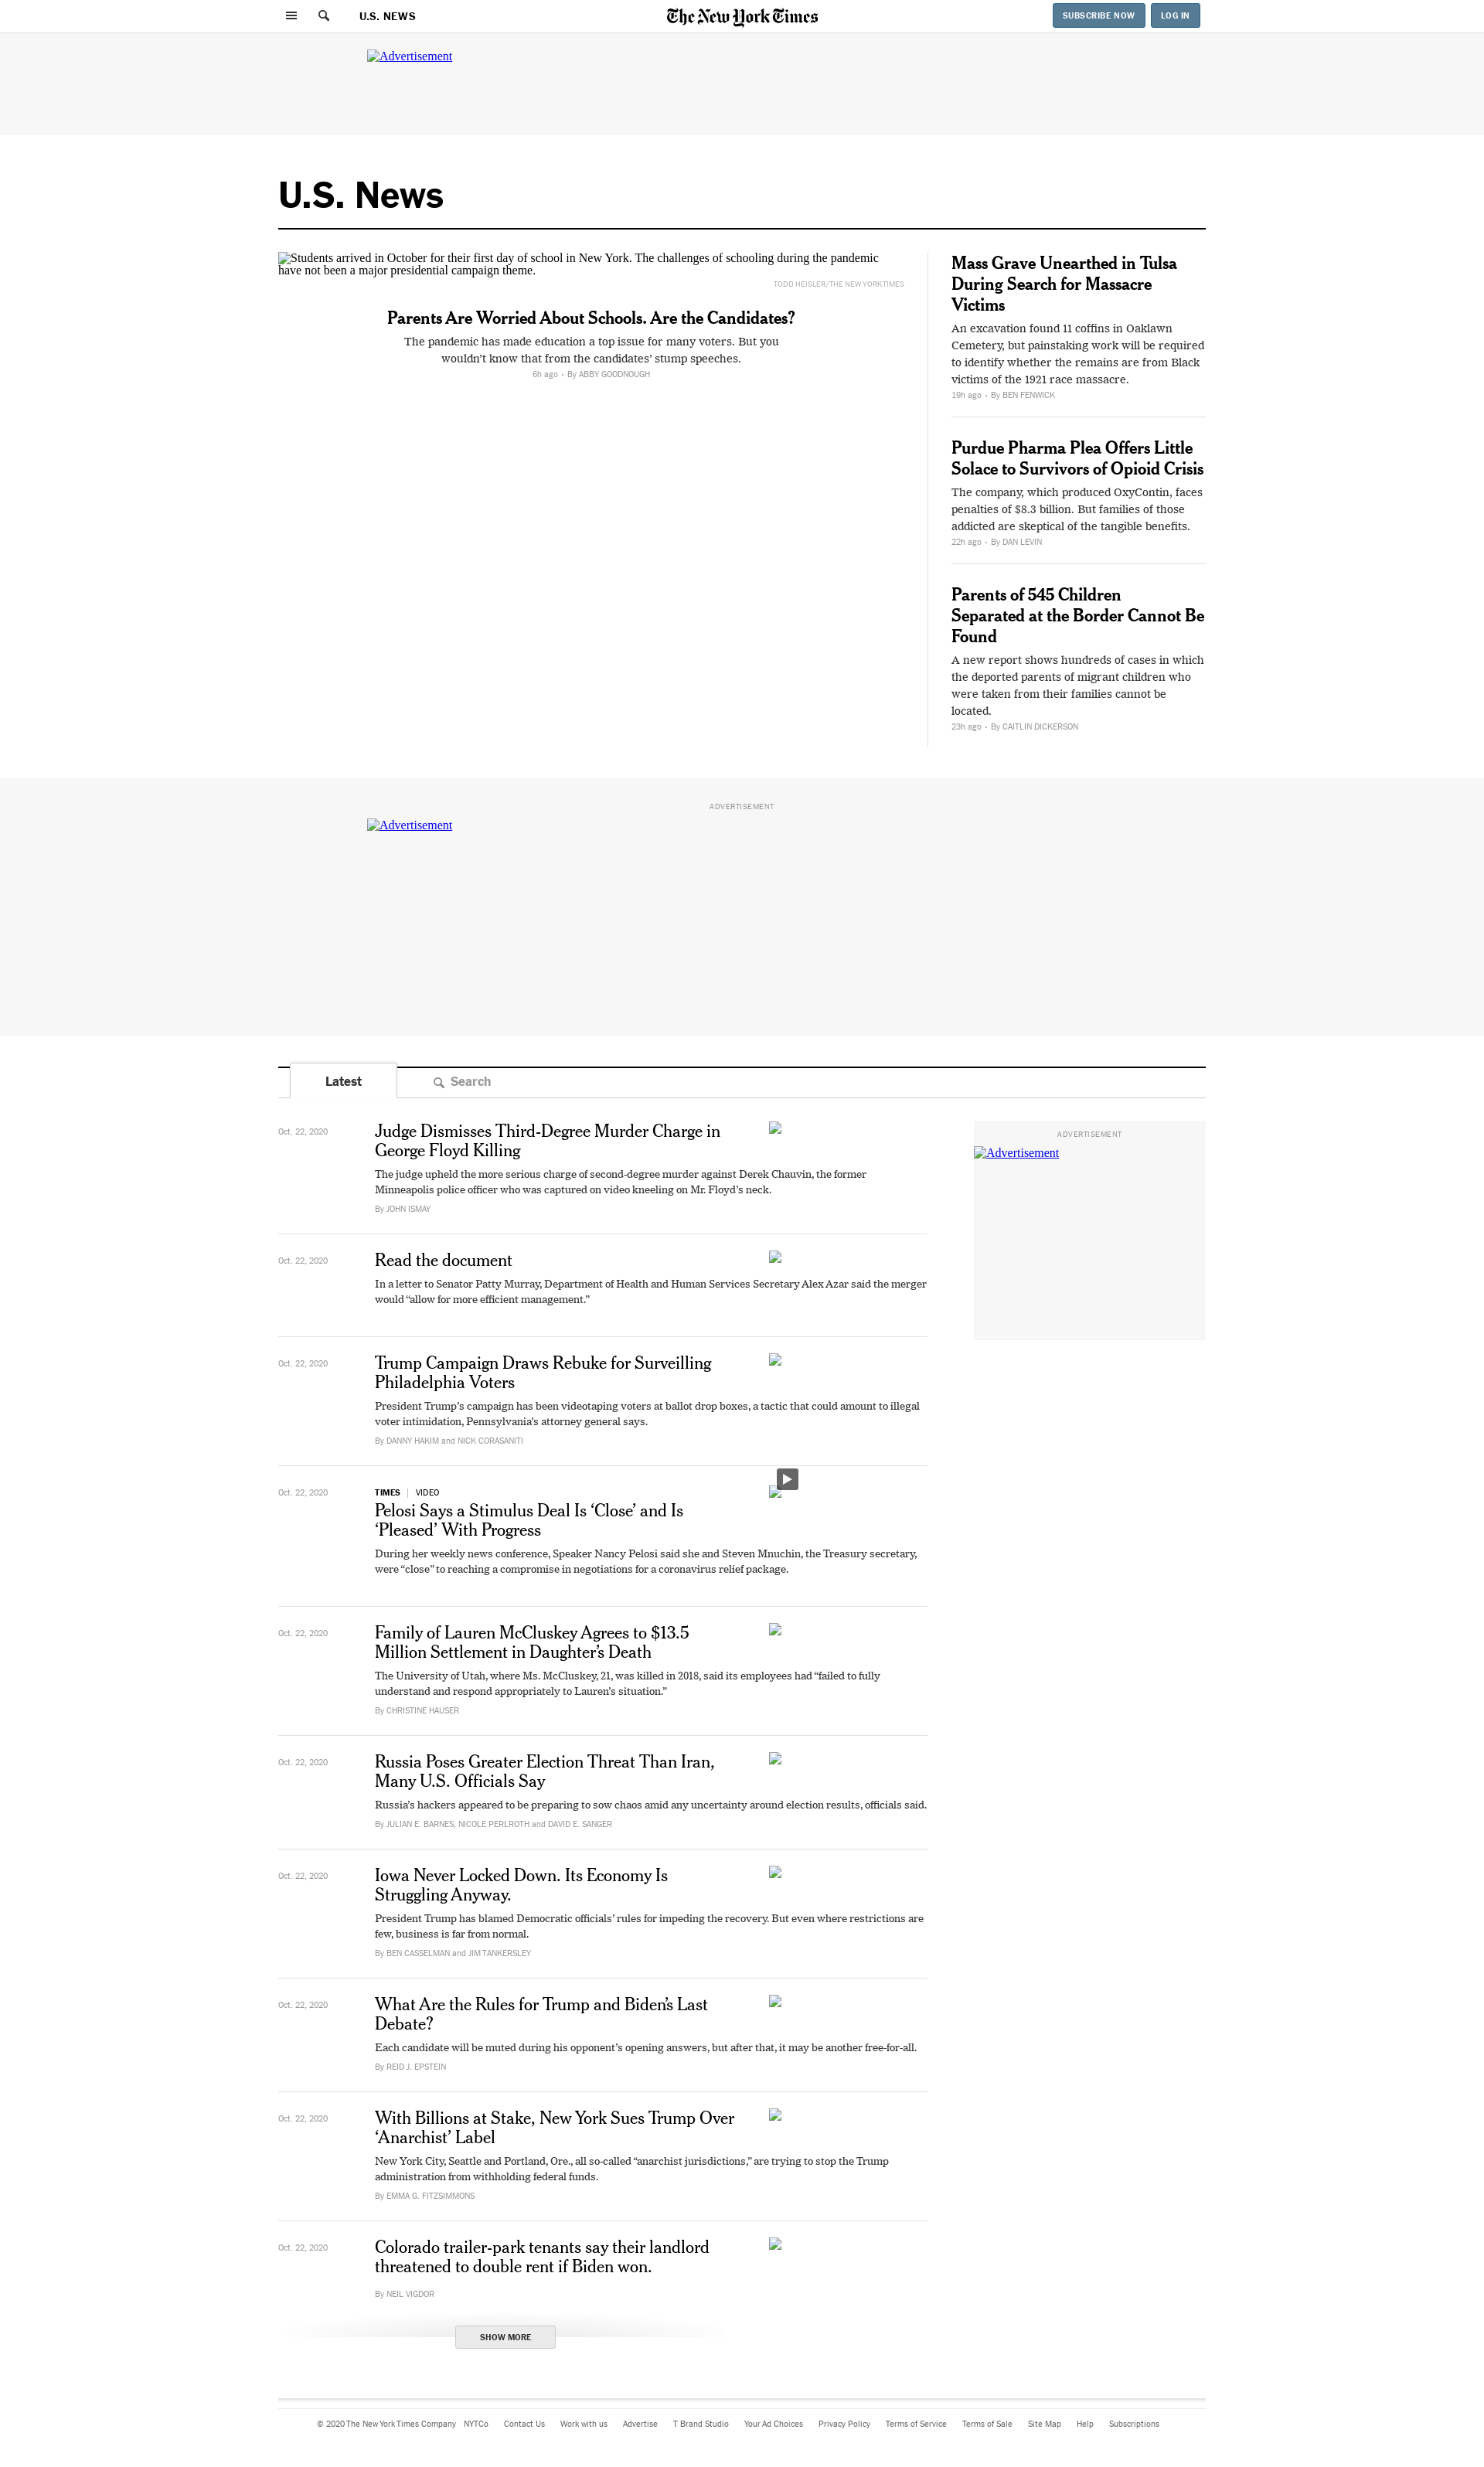 U.S. NEWS
The New York Times
SUBSCRIBE NOW
LOG IN
Advertisement
U.S. News
Students arrived in October for their first day of school in New York. The challenges of schooling during the pandemic
have not been a major presidential campaign theme.
TODD HEISLER/THE NEW YORK TIMES
Parents Are Worried About Schools. Are the Candidates?
The pandemic has made education a top issue for many voters. But you
wouldn't know that from the candidates’ stump speeches.
6h ago • By ABBY GOODNOUGH
Mass Grave Unearthed in Tulsa
During Search for Massacre
Victims
An excavation found 11 coffins in Oaklawn
Cemetery, but painstaking work will be required
to identify whether the remains are from Black
victims of the 1921 race massacre.
19h ago • By BEN FENWICK
Purdue Pharma Plea Offers Little
Solace to Survivors of Opioid Crisis
The company, which produced OxyContin, faces
penalties of $8.3 billion. But families of those
addicted are skeptical of the tangible benefits.
22h ago • By DAN LEVIN
Parents of 545 Children
Separated at the Border Cannot Be
Found
A new report shows hundreds of cases in which
the deported parents of migrant children who
were taken from their families cannot be
located.
23h ago • By CAITLIN DICKERSON
ADVERTISEMENT
Advertisement
Latest
Search
Oct. 22, 2020
Judge Dismisses Third-Degree Murder Charge in
George Floyd Killing
The judge upheld the more serious charge of second-degree murder against Derek Chauvin, the former
Minneapolis police officer who was captured on video kneeling on Mr. Floyd’s neck.
By JOHN ISMAY
ADVERTISEMENT
Advertisement
Oct. 22, 2020
Read the document
In a letter to Senator Patty Murray, Department of Health and Human Services Secretary Alex Azar said the merger
would “allow for more efficient management.”
Oct. 22, 2020
Trump Campaign Draws Rebuke for Surveilling
Philadelphia Voters
President Trump’s campaign has been videotaping voters at ballot drop boxes, a tactic that could amount to illegal
voter intimidation, Pennsylvania’s attorney general says.
By DANNY HAKIM and NICK CORASANITI
Oct. 22, 2020
TIMES | VIDEO
Pelosi Says a Stimulus Deal Is ‘Close’ and Is
‘Pleased’ With Progress
During her weekly news conference, Speaker Nancy Pelosi said she and Steven Mnuchin, the Treasury secretary,
were “close” to reaching a compromise in negotiations for a coronavirus relief package.
Oct. 22, 2020
Family of Lauren McCluskey Agrees to $13.5
Million Settlement in Daughter’s Death
The University of Utah, where Ms. McCluskey, 21, was killed in 2018, said its employees had “failed to fully
understand and respond appropriately to Lauren’s situation.”
By CHRISTINE HAUSER
Oct. 22, 2020
Russia Poses Greater Election Threat Than Iran,
Many U.S. Officials Say
Russia’s hackers appeared to be preparing to sow chaos amid any uncertainty around election results, officials said.
By JULIAN E. BARNES, NICOLE PERLROTH and DAVID E. SANGER
Oct. 22, 2020
Iowa Never Locked Down. Its Economy Is
Struggling Anyway.
President Trump has blamed Democratic officials’ rules for impeding the recovery. But even where restrictions are
few, business is far from normal.
By BEN CASSELMAN and JIM TANKERSLEY
Oct. 22, 2020
What Are the Rules for Trump and Biden’s Last
Debate?
Each candidate will be muted during his opponent’s opening answers, but after that, it may be another free-for-all.
By REID J. EPSTEIN
Oct. 22, 2020
With Billions at Stake, New York Sues Trump Over
‘Anarchist’ Label
New York City, Seattle and Portland, Ore., all so-called “anarchist jurisdictions,” are trying to stop the Trump
administration from withholding federal funds.
By EMMA G. FITZSIMMONS
Oct. 22, 2020
Colorado trailer-park tenants say their landlord
threatened to double rent if Biden won.
By NEIL VIGDOR
SHOW MORE
© 2020 The New York Times Company NYTCo Contact Us Work with us Advertise T Brand Studio Your Ad Choices Privacy Policy Terms of Service Terms of Sale Site Map Help Subscriptions